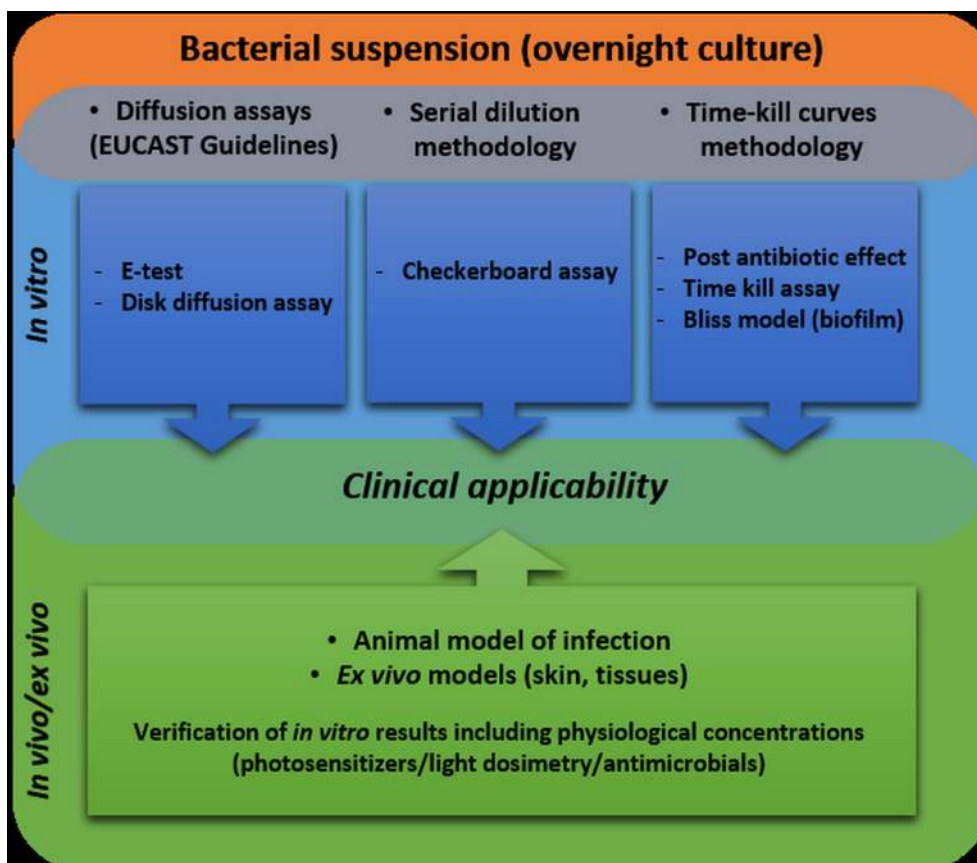 Bacterial suspension (overnight culture)
• Diffusion assays
(EUCAST Guidelines)
• Serial dilution
methodology
• Time-kill curves
methodology
In vitro
- E-test
- Disk diffusion assay
- Checkerboard assay
- Post antibiotic effect
- Time kill assay
- Bliss model (biofilm)
Clinical applicability
In vivo/ex vivo
• Animal model of infection
• Ex vivo models (skin, tissues)
Verification of in vitro results including physiological concentrations
(photosensitizers/light dosimetry/antimicrobials)